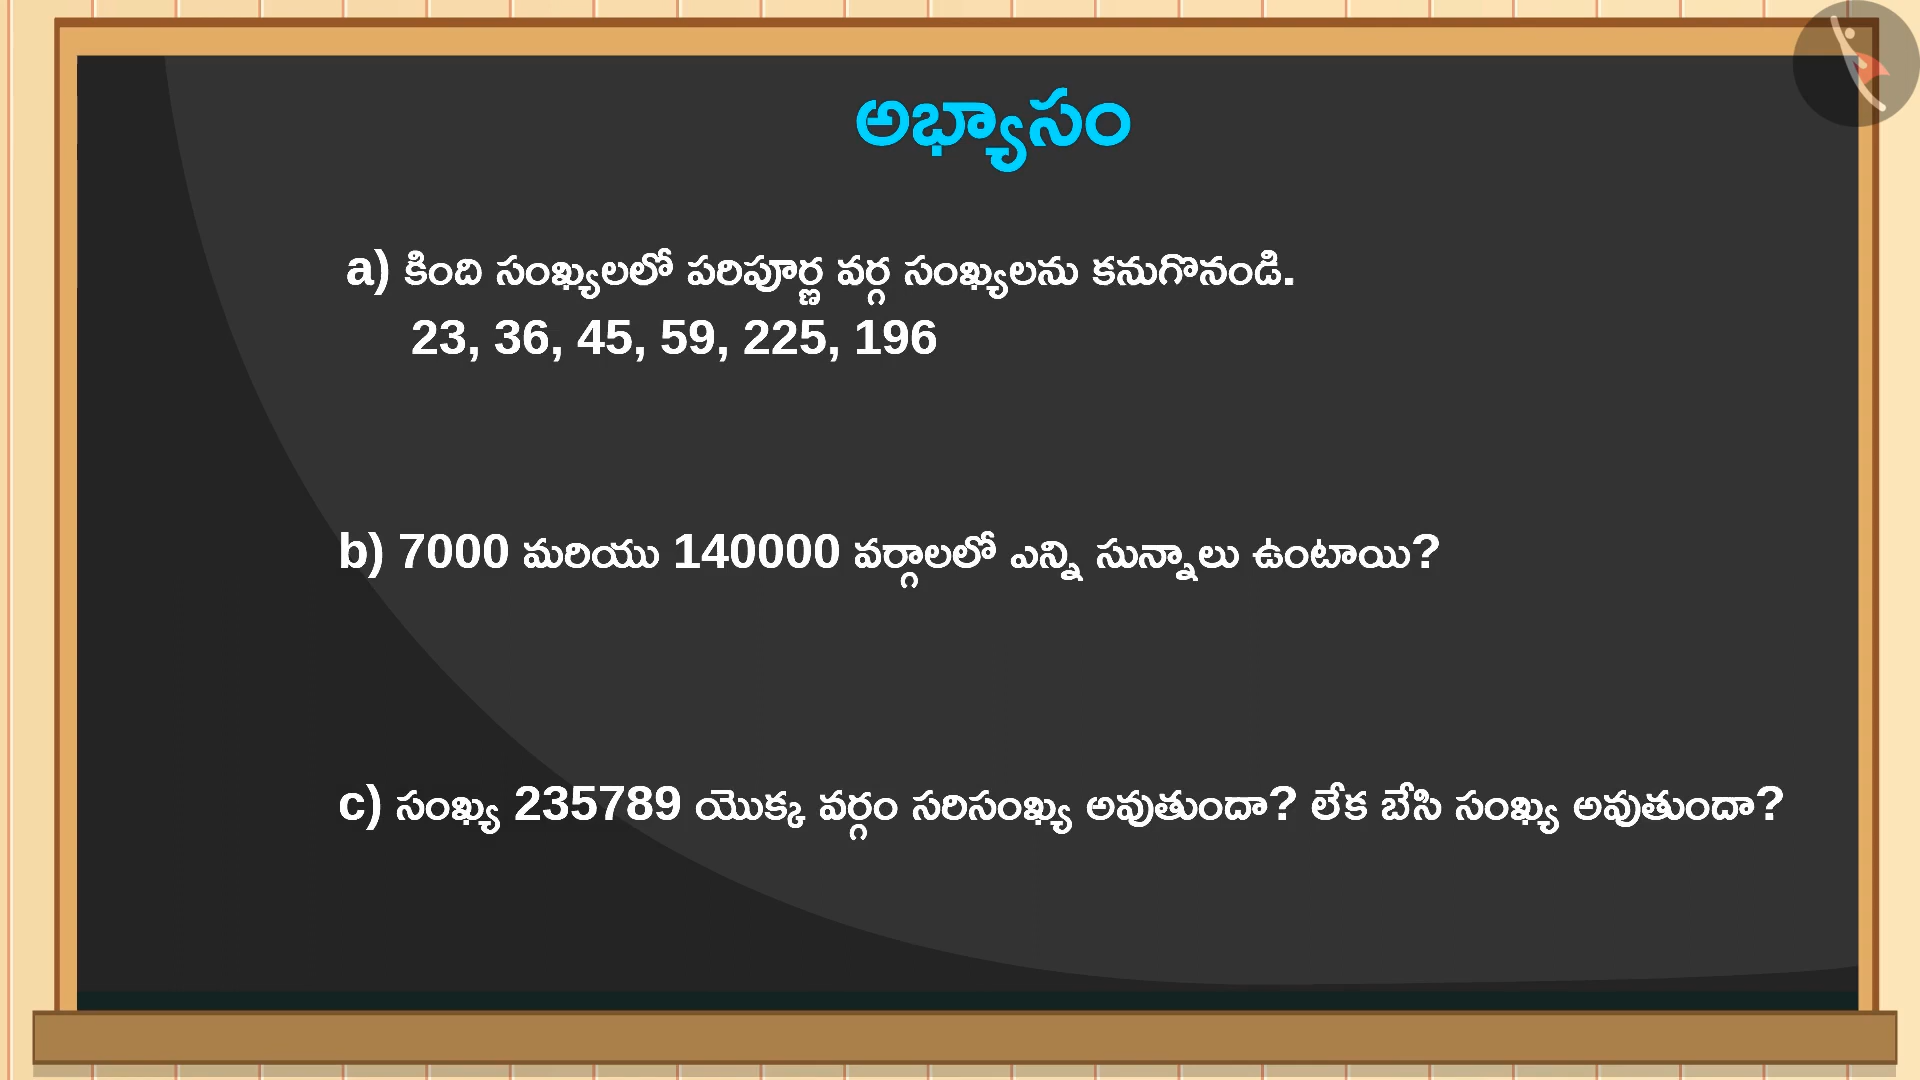 అభ్యాసం
a) కింది సంఖ్యలలో పరిపూర్ణ వర్గ సంఖ్యలను కనుగొనండి.
23, 36, 45, 59, 225, 196
b) 7000 మరియు 140000 వర్గాలలో ఎన్ని సున్నాలు ఉంటాయి?
c) సంఖ్య 235789 యొక్క వర్గం సరిసంఖ్య అవుతుందా? లేక బేసి సంఖ్య అవుతుందా?